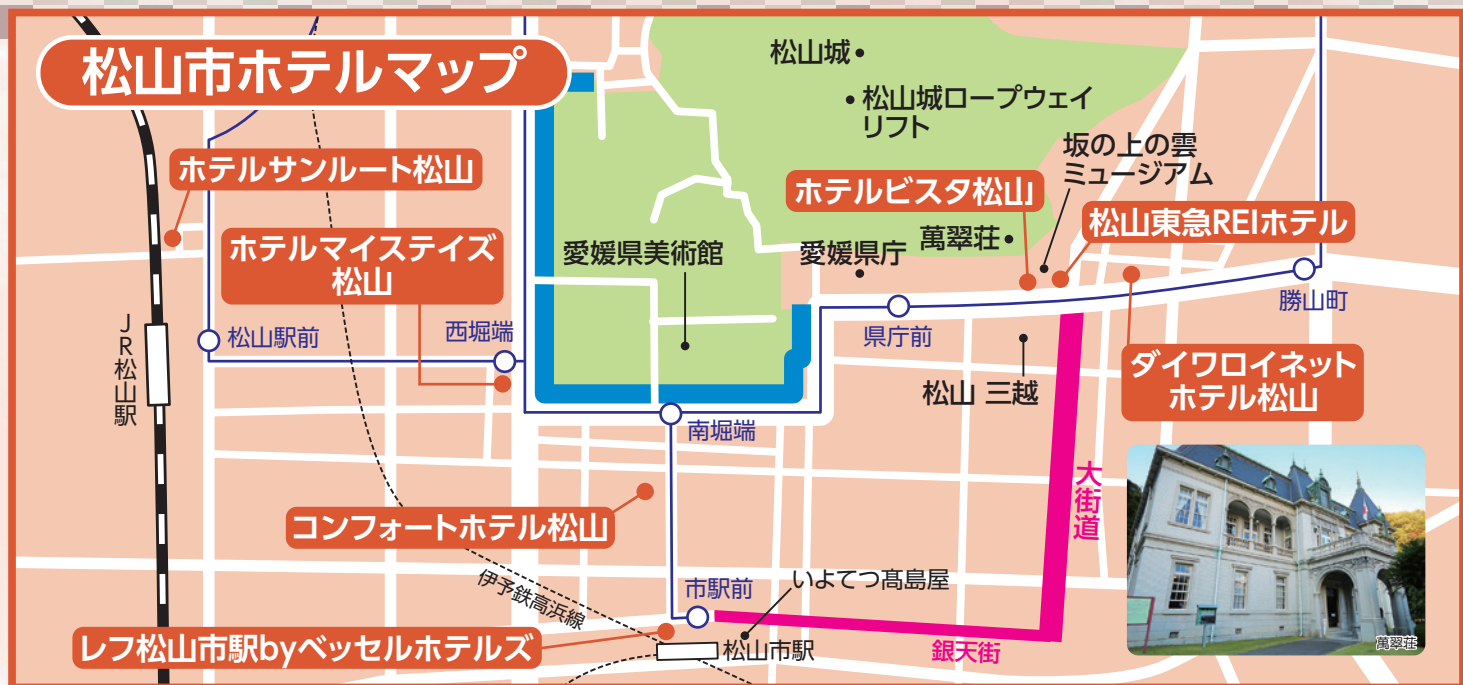 松山市ホテルマップ
松山城
松山城ロープウェイ
リフト
坂の上の雲
ミュージアム
ホテルサンルート松山
ホテルビスタ松山
松山東急REIホテル
ホテルマイステイズ
松山
愛媛県美術館
愛媛県庁
萬翠荘
勝山町
JR松山駅
松山駅前
西堀端
県庁前
松山 三越
ダイワロイネット
ホテル松山
南堀端
大街道
コンフォートホテル松山
伊予鉄高浜線
市駅前
いよてつ髙島屋
レフ松山市駅byベッセルホテルズ
松山市駅
銀天街
萬翠荘